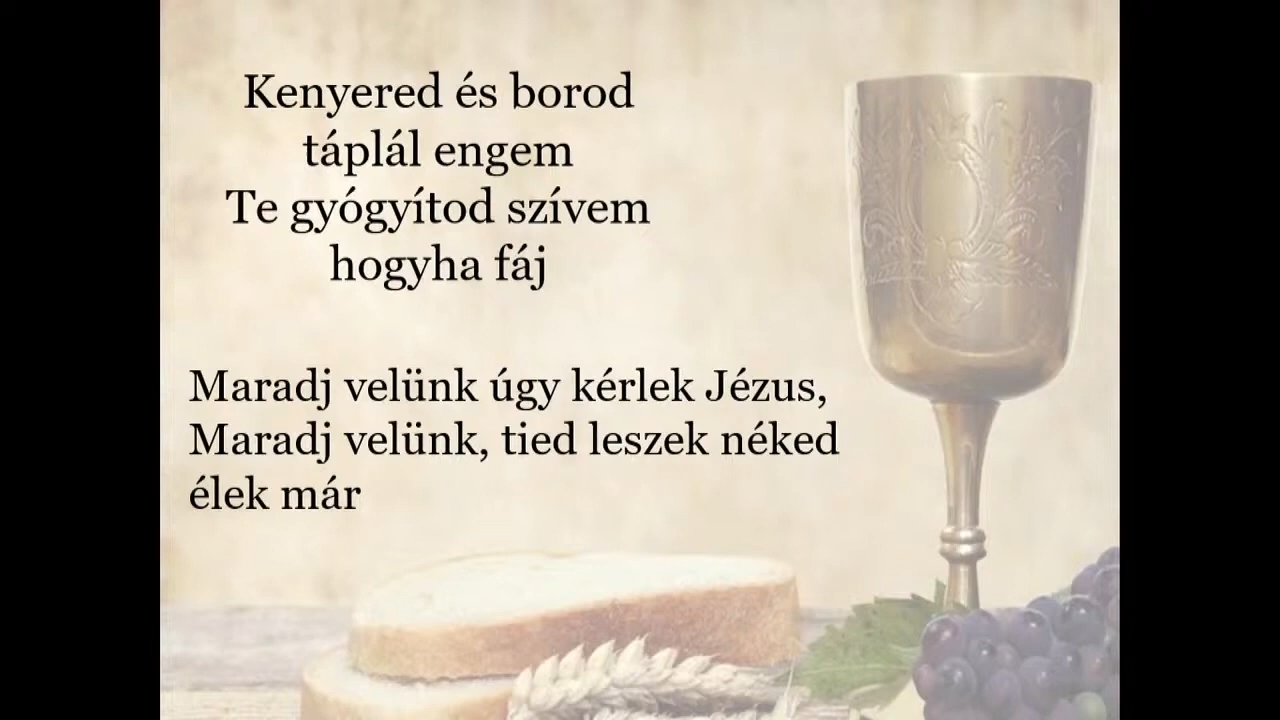 Kenyered és borod
táplál engem
Te gyógyítod szívem
hogyha fáj
Maradj velünk úgy kérlek Jézus,
Maradj velünk, tied leszek néked
élek már